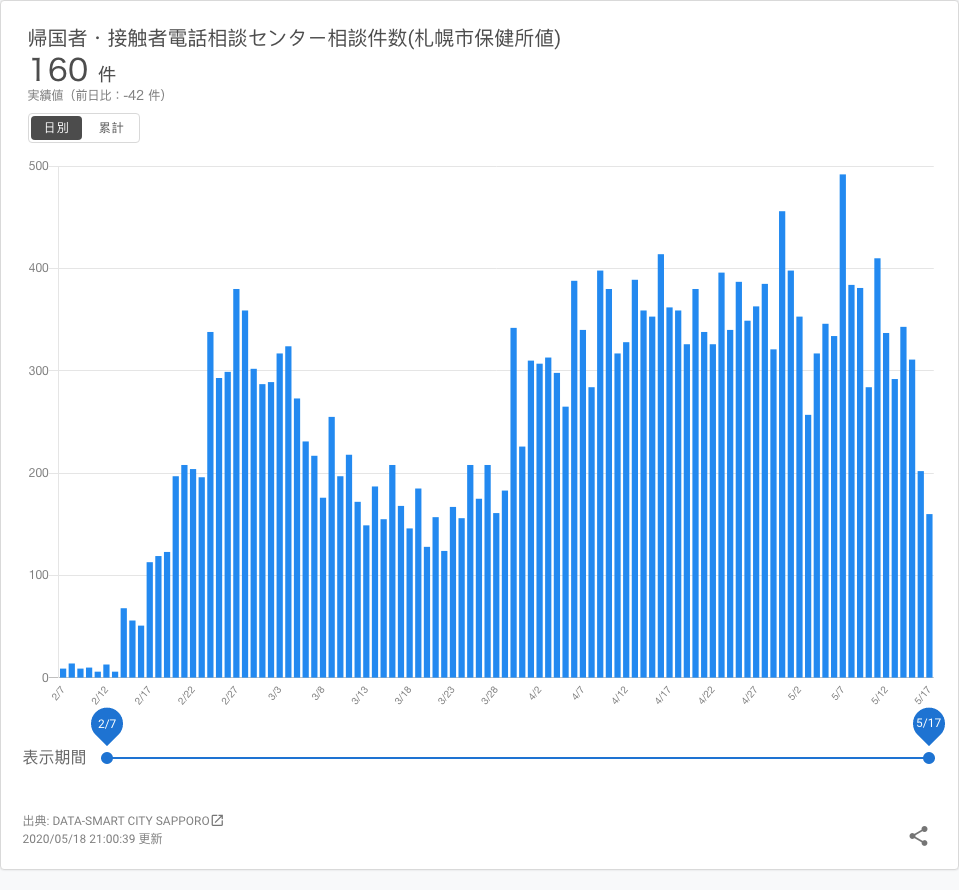 帰国者・接触者電話相談センター相談件数(札幌市保健所値)
160 件
実績値（前日比：-42 件）
日別 累計
500
400
300
200
100
0
2/7 2/12 2/17 2/22 2/27 3/3 3/8 3/13 3/18 3/23 3/28 4/2 4/7 4/12 4/17 4/22 4/27 5/2 5/7 5/12 5/17
2/7 5/17
表示期間
出典: DATA-SMART CITY SAPPORO
2020/05/18 21:00:39 更新